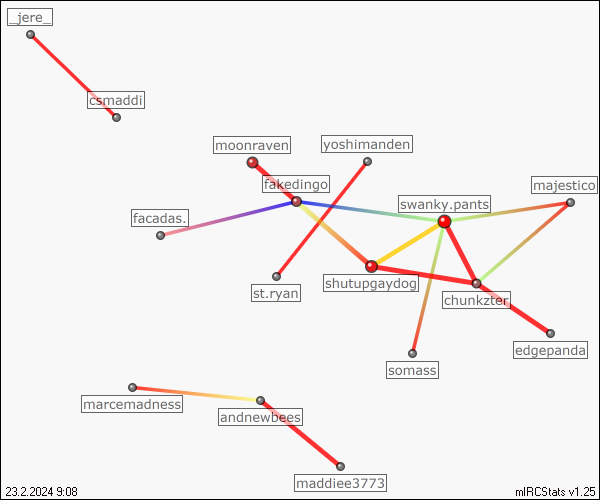 _jere_
csmaddi
moonraven
yoshimanden
fakedingo
majestico
swanky.pants
facadas.
shutupgaydog
st.ryan
chunkzter
edgepanda
somass
marcemadness
andnewbees
maddiee3773
23.2.2024 9:08
mIRCStats v1.25